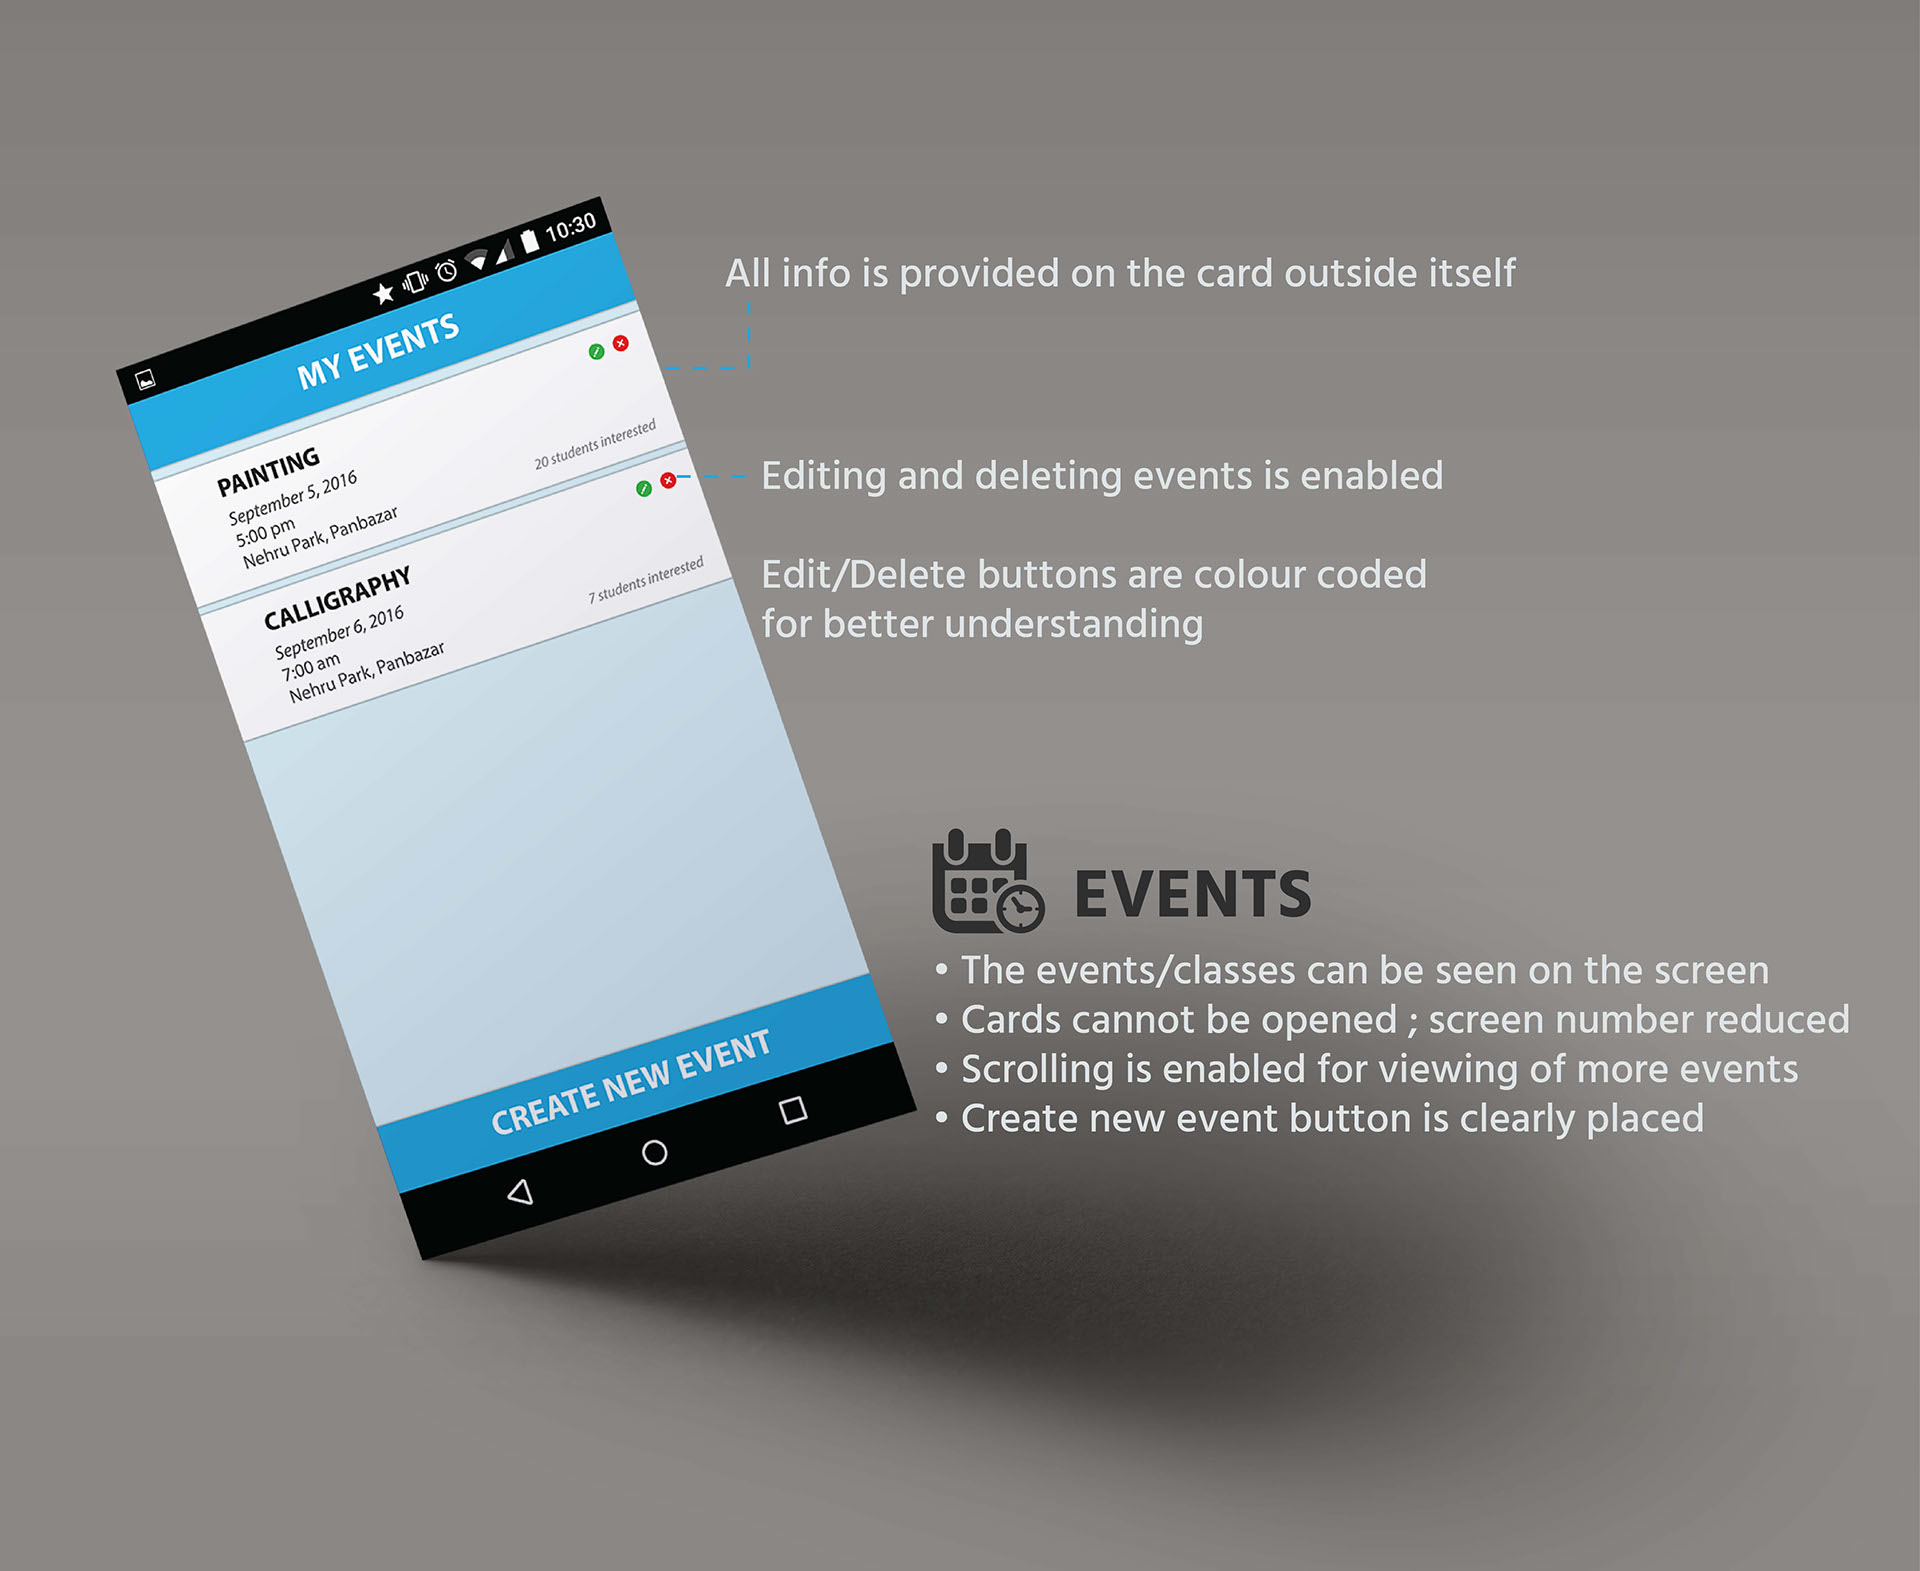 10:30
MY EVENTS
PAINTING
September 5, 2016
5:00 pm
Nehru Park, Panbazar
20 students interested
CALLIGRAPHY
September 6, 2016
7:00 am
Nehru Park, Panbazar
7 students interested
CREATE NEW EVENT
All info is provided on the card outside itself
Editing and deleting events is enabled
Edit/Delete buttons are colour coded
for better understanding
EVENTS
• The events/classes can be seen on the screen
• Cards cannot be opened ; screen number reduced
• Scrolling is enabled for viewing of more events
• Create new event button is clearly placed